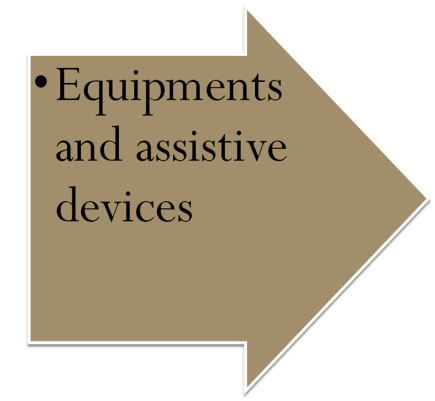 • Equipments
and assistive
devices